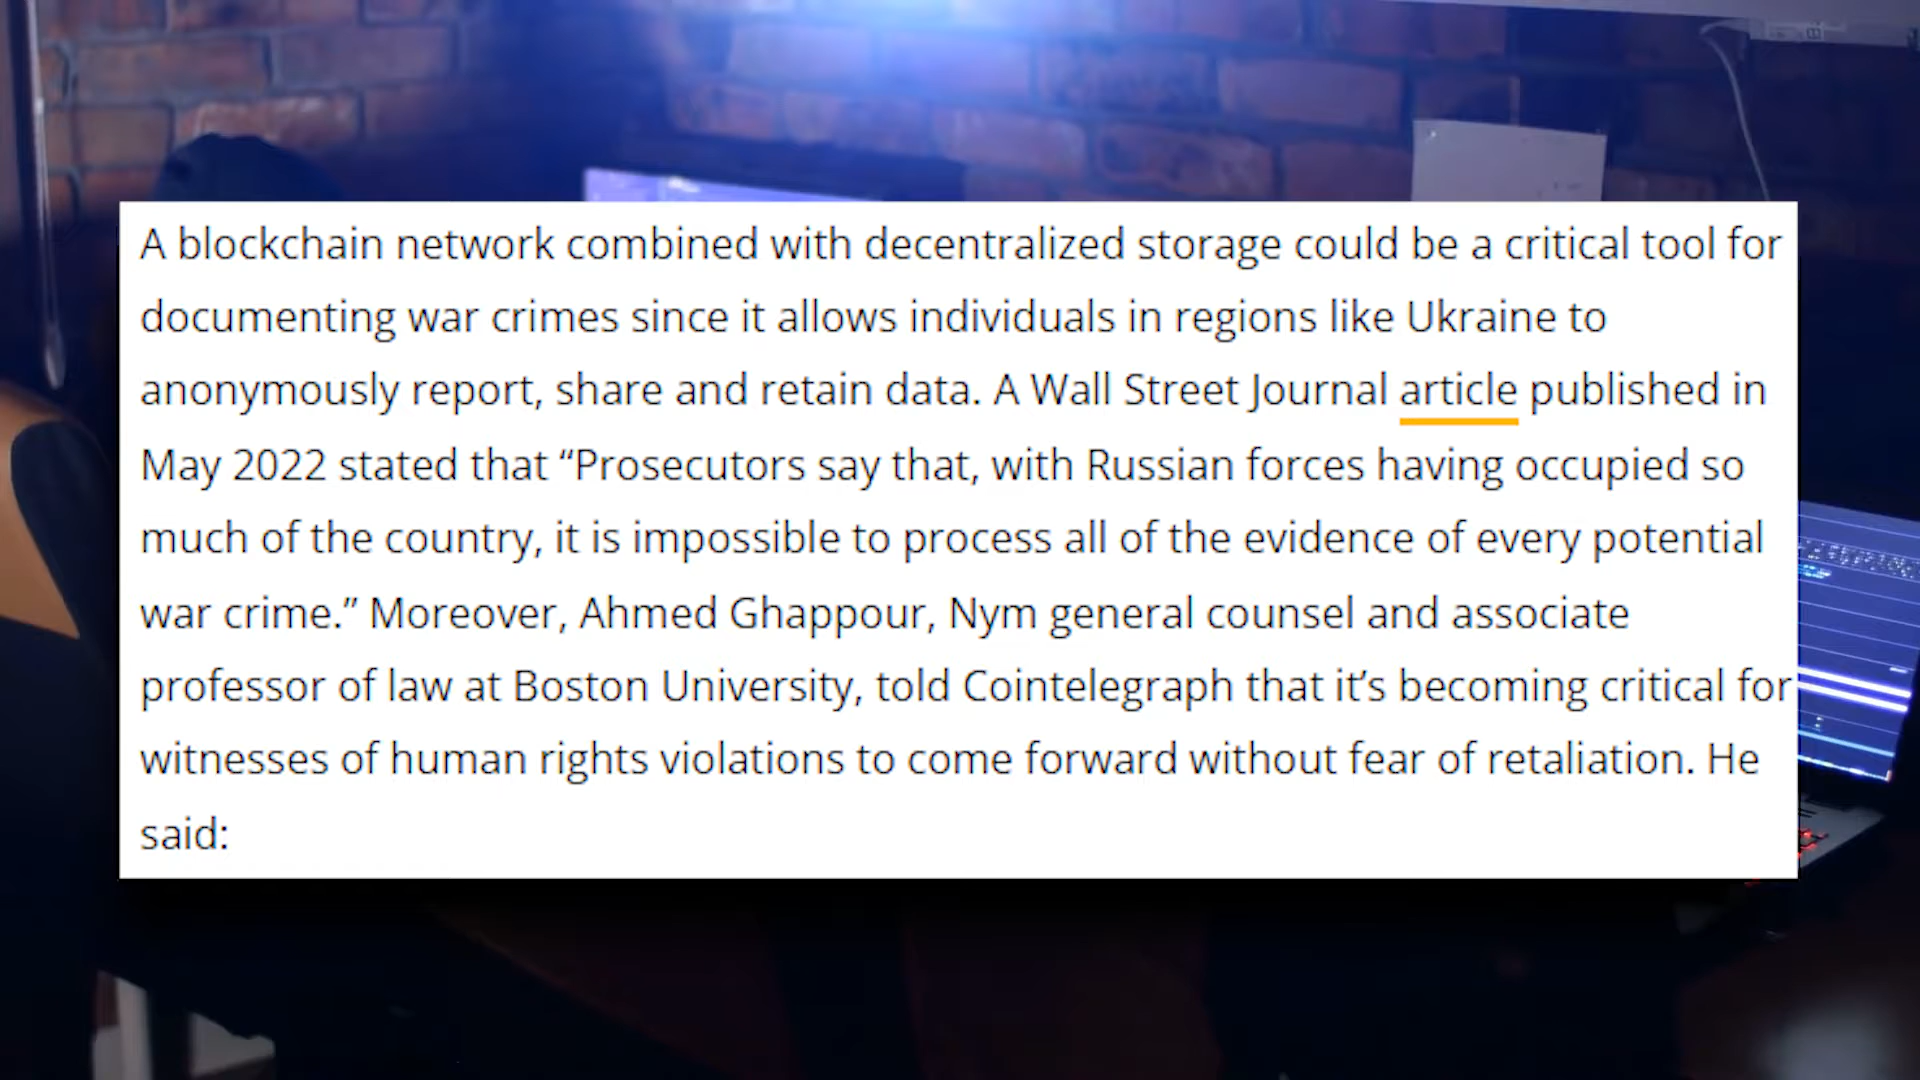 A blockchain network combined with decentralized storage could be a critical tool for
documenting war crimes since it allows individuals in regions like Ukraine to
anonymously report, share and retain data. A Wall Street Journal article published in
May 2022 stated that “Prosecutors say that, with Russian forces having occupied so
much of the country, it is impossible to process all of the evidence of every potential
war crime.” Moreover, Ahmed Ghappour, Nym general counsel and associate
professor of law at Boston University, told Cointelegraph that it’s becoming critical for
witnesses of human rights violations to come forward without fear of retaliation. He
said: